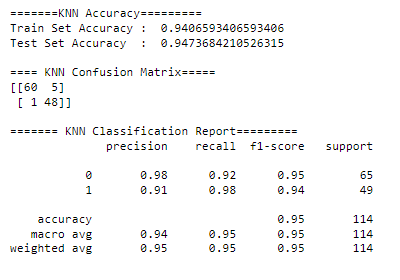 =======KNN Accuracy=========
Train Set Accuracy :  0.9406593406593406
Test Set Accuracy  :  0.9473684210526315
==== KNN Confusion Matrix=====
[[60  5]
 [ 1 48]]
======= KNN Classification Report=========
              precision    recall  f1-score   support
           0       0.98      0.92      0.95        65
           1       0.91      0.98      0.94        49
    accuracy                           0.95       114
   macro avg       0.94      0.95      0.95       114
weighted avg       0.95      0.95      0.95       114